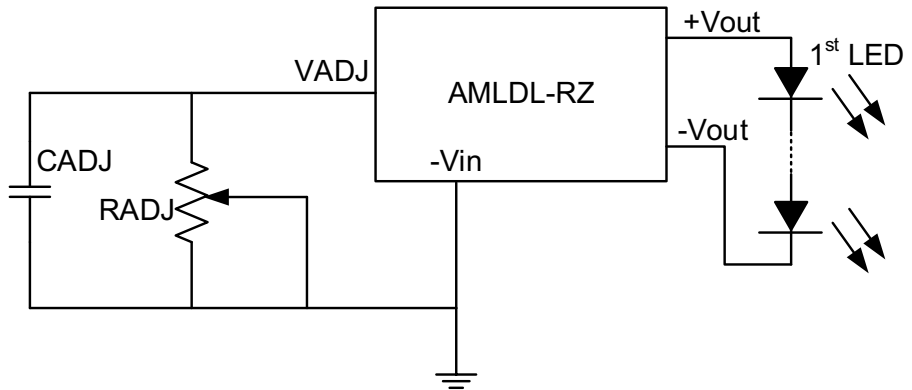 +Vout
1st LED
VADJ
AMLDL-RZ
-Vout
CADJ
-Vin
RADJ